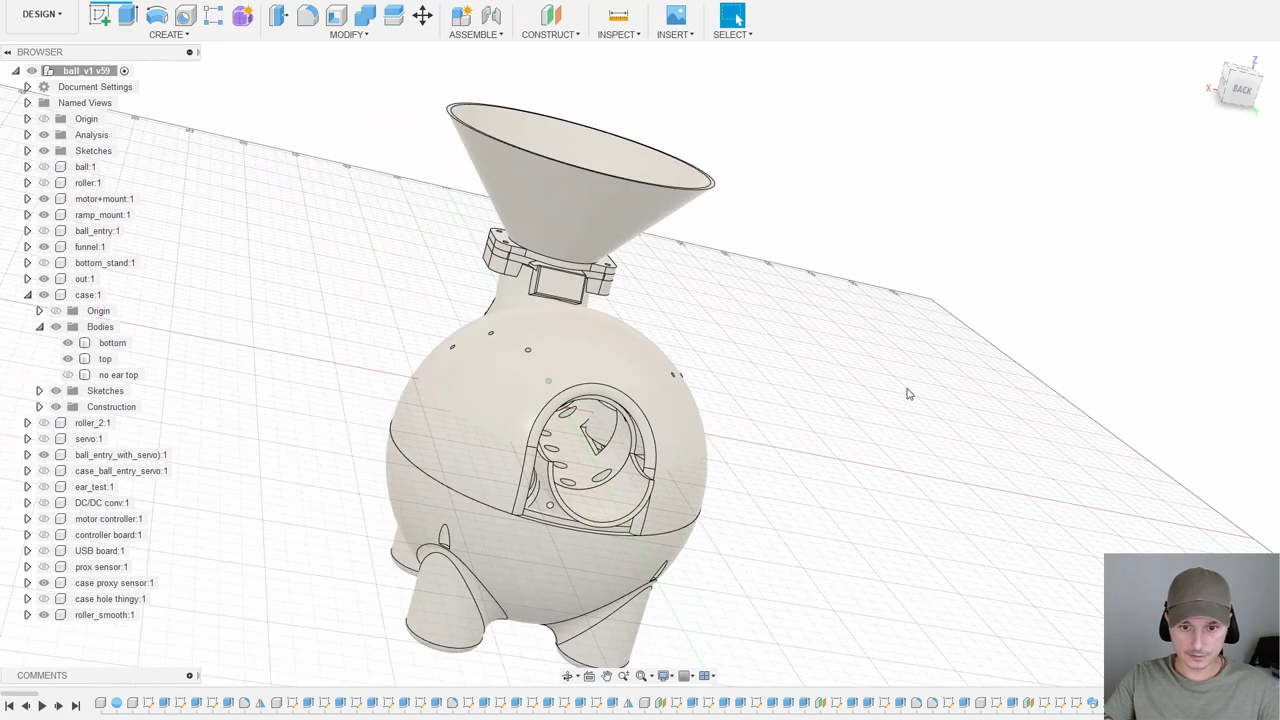 DESIGN
CREATE
MODIFY
ASSEMBLE
CONSTRUCT
INSPECT
INSERT
SELECT
BROWSER
ball_v1 v59
Document Settings
Named Views
Origin
Analysis
Sketches
ball:1
roller:1
motor+mount:1
ramp_mount:1
ball_entry:1
funnel:1
bottom_stand:1
out:1
case:1
Origin
Bodies
bottom
top
no ear top
Sketches
Construction
roller_2:1
servo:1
ball_entry_with_servo):1
case_ball_entry_servo:1
ear_test:1
DC/DC conv:1
motor controller:1
controller board:1
USB board:1
prox sensor:1
case proxy sensor:1
case hole thingy:1
roller_smooth:1
COMMENTS
Z
X
BACK
Y